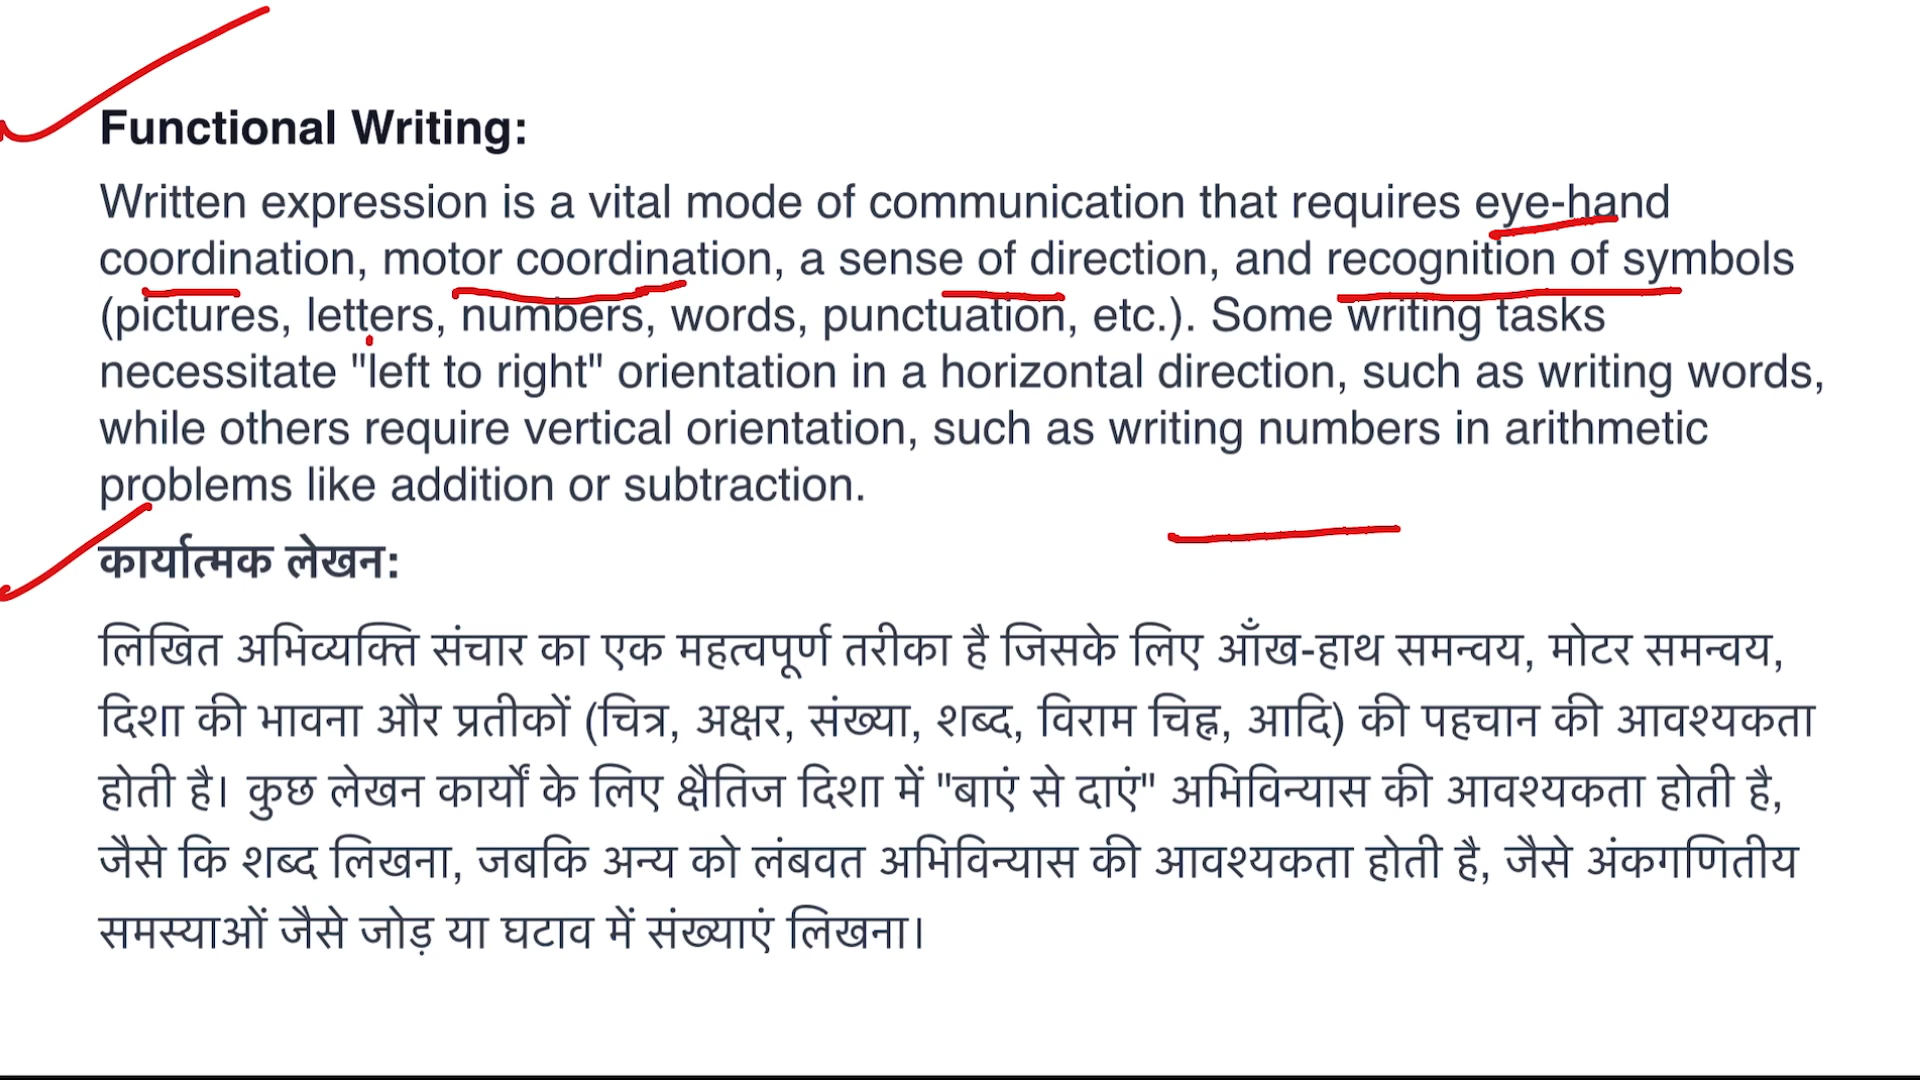 Functional Writing:
Written expression is a vital mode of communication that requires eye-hand
coordination, motor coordination, a sense of direction, and recognition of symbols
(pictures, letters, numbers, words, punctuation, etc.). Some writing tasks
necessitate "left to right" orientation in a horizontal direction, such as writing words,
while others require vertical orientation, such as writing numbers in arithmetic
problems like addition or subtraction.
कार्यात्मक लेखन:
लिखित अभिव्यक्ति संचार का एक महत्वपूर्ण तरीका है जिसके लिए आँख-हाथ समन्वय, मोटर समन्वय,
दिशा की भावना और प्रतीकों (चित्र, अक्षर, संख्या, शब्द, विराम चिह्न, आदि) की पहचान की आवश्यकता
होती है। कुछ लेखन कार्यों के लिए क्षैतिज दिशा में "बाएं से दाएं" अभिविन्यास की आवश्यकता होती है,
जैसे कि शब्द लिखना, जबकि अन्य को लंबवत अभिविन्यास की आवश्यकता होती है, जैसे अंकगणितीय
समस्याओं जैसे जोड़ या घटाव में संख्याएं लिखना।